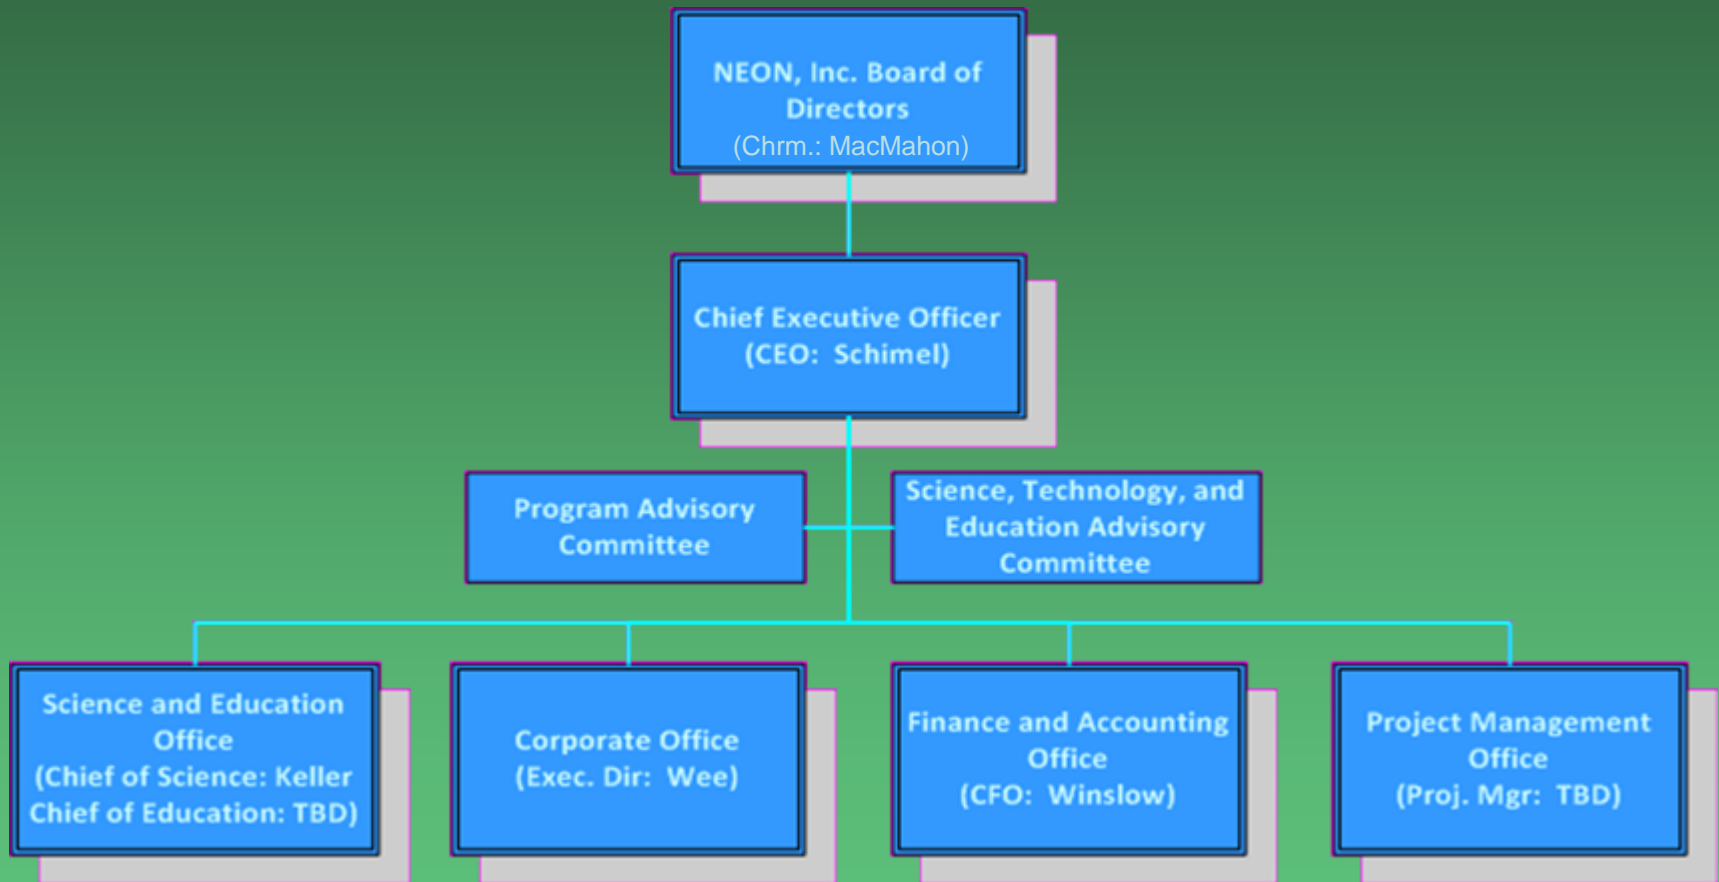 NEON, Inc. Board of
Directors
(Chrm.: MacMahon)
Chief Executive Officer
(CEO:  Schimel)
Program Advisory
Committee
Science, Technology, and
Education Advisory
Committee
Science and Education
Office
(Chief of Science: Keller
Chief of Education: TBD)
Corporate Office
(Exec. Dir:  Wee)
Finance and Accounting
Office
(CFO:  Winslow)
Project Management
Office
(Proj. Mgr:  TBD)